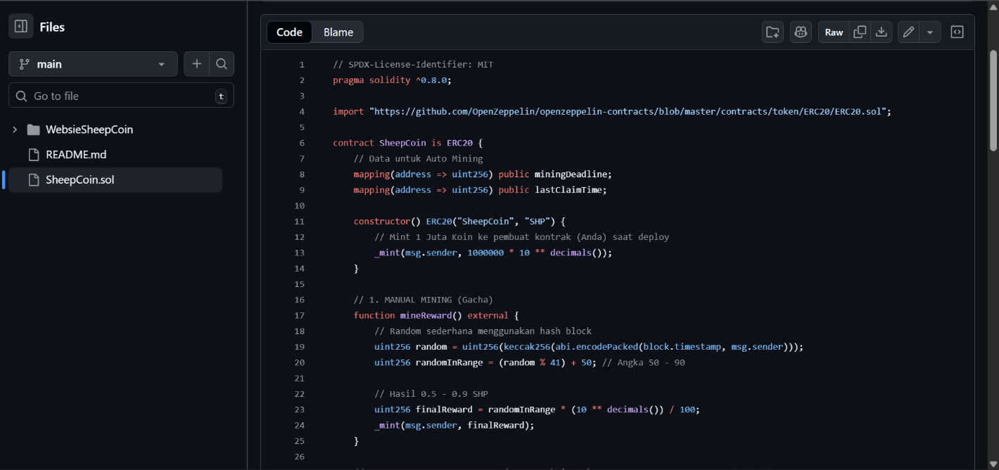 Files
main
Go to file
t
WebsieSheepCoin
README.md
SheepCoin.sol
Code
Blame
Raw
1 // SPDX-License-Identifier: MIT
2 pragma solidity ^0.8.0;
3
4 import "https://github.com/OpenZeppelin/openzeppelin-contracts/blob/master/contracts/token/ERC20/ERC20.sol";
5
6 contract SheepCoin is ERC20 {
7 // Data untuk Auto Mining
8 mapping(address => uint256) public miningDeadline;
9 mapping(address => uint256) public lastClaimTime;
10
11 constructor() ERC20("SheepCoin", "SHP") {
12 // Mint 1 Juta Koin ke pembuat kontrak (Anda) saat deploy
13 _mint(msg.sender, 1000000 * 10 ** decimals());
14 }
15
16 // 1. MANUAL MINING (Gacha)
17 function mineReward() external {
18 // Random sederhana menggunakan hash block
19 uint256 random = uint256(keccak256(abi.encodePacked(block.timestamp, msg.sender)));
20 uint256 randomInRange = (random % 41) + 50; // Angka 50 - 90
21
22 // Hasil 0.5 - 0.9 SHP
23 uint256 finalReward = randomInRange * (10 ** decimals()) / 100;
24 _mint(msg.sender, finalReward);
25 }
26